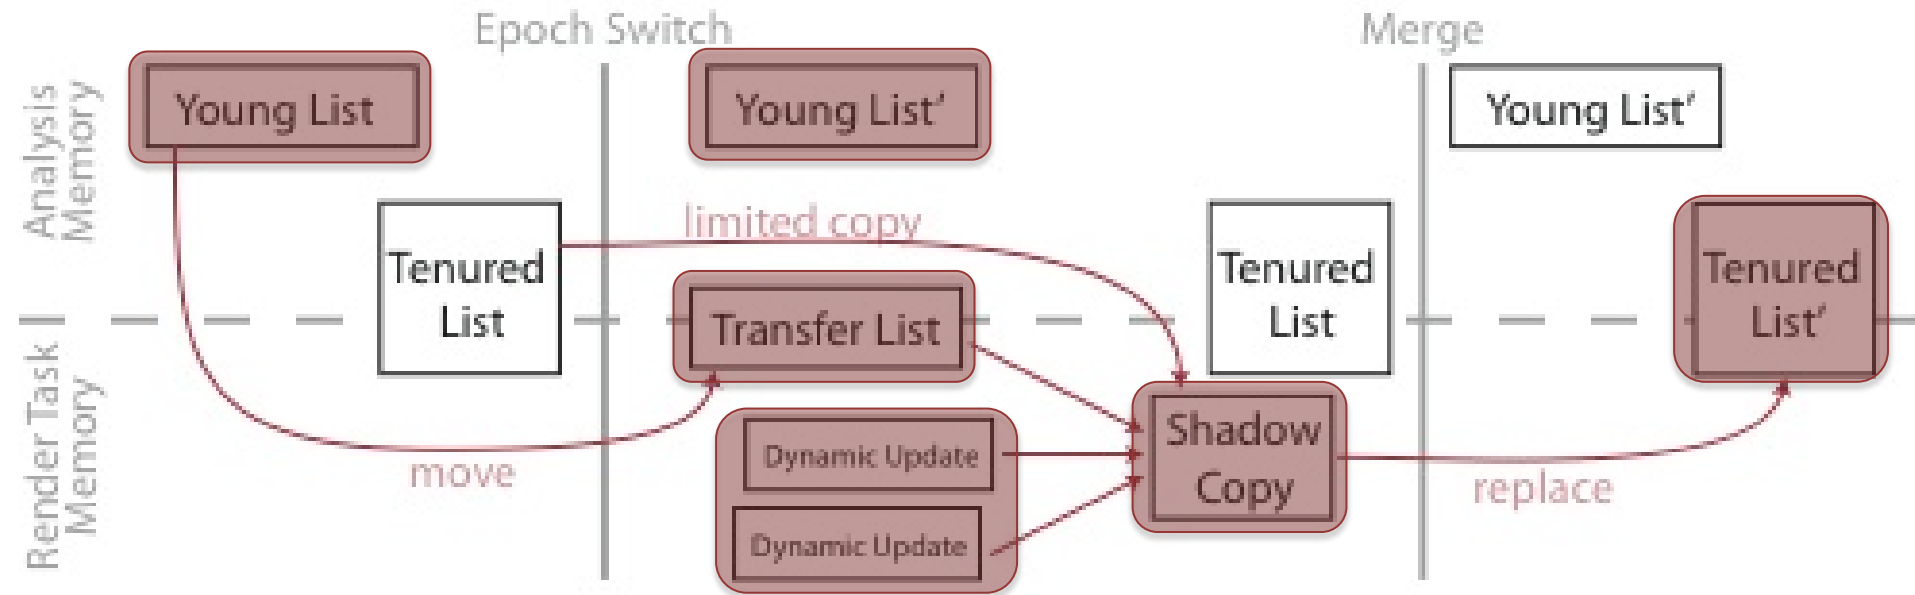 Epoch Switch
Merge
Analysis
Memory
Young List
Young List’
Young List’
limited copy
Tenured
List
Tenured
List
Tenured
List’
Transfer List
Render Task
Memory
move
Dynamic Update
Dynamic Update
Shadow
Copy
replace